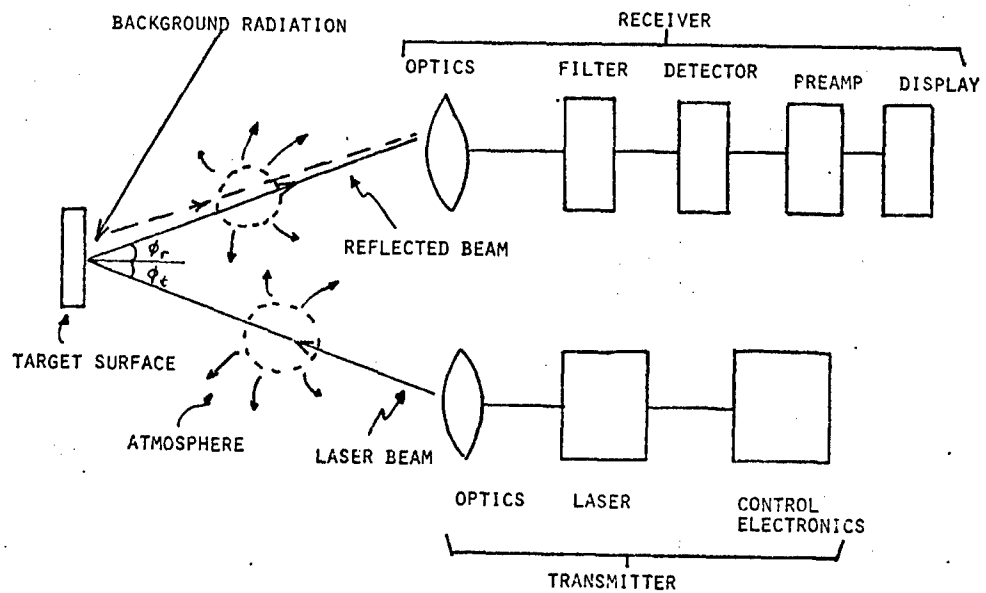 RECEIVER
BACKGROUND RADIATION
OPTICS
FILTER
DETECTOR
PREAMP
DISPLAY
REFLECTED BEAM
ϕr
ϕt
TARGET SURFACE
ATMOSPHERE
LASER BEAM
OPTICS
LASER
CONTROL
ELECTRONICS
TRANSMITTER